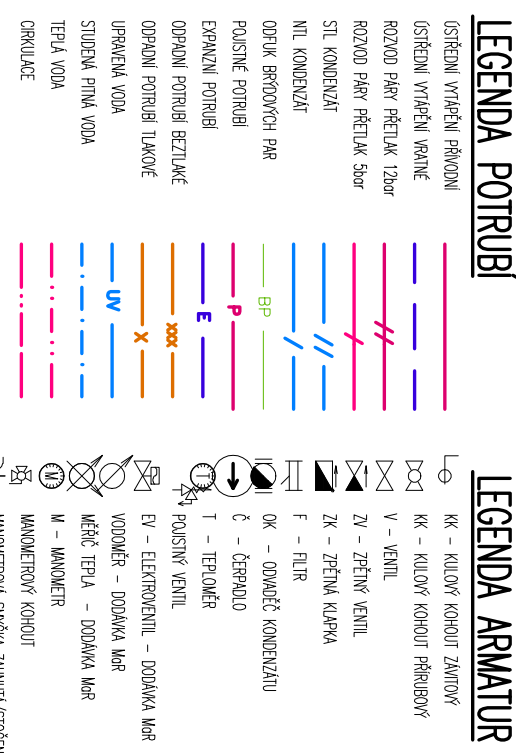 LEGENDA POTRUBÍ
ÚSTŘEDNÍ VYTÁPĚNÍ PŘÍVODNÍ
ÚSTŘEDNÍ VYTÁPĚNÍ VRATNÉ
ROZVOD PÁRY PŘETLAK 12bar
ROZVOD PÁRY PŘETLAK 5bar
STL KONDENZÁT
NTL KONDENZÁT
ODFUK BRÝDOVÝCH PAR BP
POJISTNÉ POTRUBÍ P
EXPANZNÍ POTRUBÍ E
ODPADNÍ POTRUBÍ BEZTLAKÉ XXX
ODPADNÍ POTRUBÍ TLAKOVÉ X
UPRAVENÁ VODA UV
STUDENÁ PITNÁ VODA
TEPLÁ VODA
CIRKULACE
LEGENDA ARMATUR
KK – KULOVÝ KOHOUT ZÁVITOVÝ
KK – KULOVÝ KOHOUT PŘÍRUBOVÝ
V – VENTIL
ZV – ZPĚTNÝ VENTIL
ZK – ZPĚTNÁ KLAPKA
F – FILTR
OK – ODVADĚČ KONDENZÁTU
Č – ČERPADLO
T T – TEPLOMĚR
POJISTNÝ VENTIL
EV – ELEKTROVENTIL – DODÁVKA MaR
VODOMĚR – DODÁVKA MaR
MĚŘIČ TEPLA – DODÁVKA MaR
M M – MANOMETR
MANOMETROVÝ KOHOUT